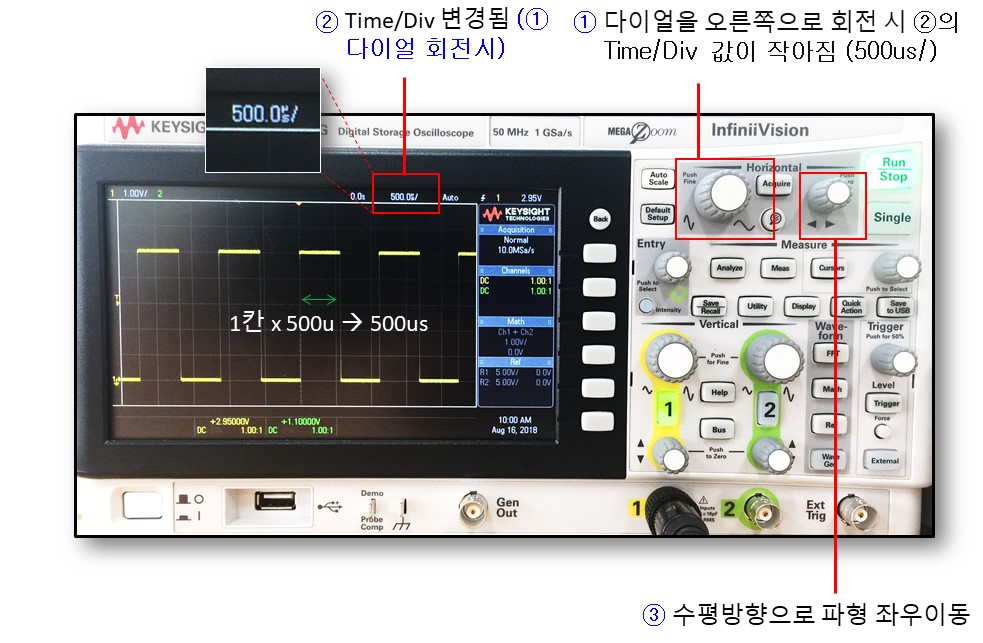 ② Time/Div 변경됨 (①
다이얼 회전시)
① 다이얼을 오른쪽으로 회전 시 ②의
Time/Div 값이 작아짐 (500us/)
500.0us/
KEYSIG
G
Digital Storage Oscilloscope
50 MHz 1 GSa/s
MEGA Zoom
InfiniiVision
1 1.00V/ 2
0.0s
500.0us/
Auto
1
2.95V
KEYSIGHT
TECHNOLOGIES
Acquisition
Normal
10.0MSa/s
Channels
DC 1.00:1
DC 1.00:1
Math
Ch1 + Ch2
1.00V/
0.0V
Ref
R1 5.00V/ 0.0V
R2 5.00V/ 0.0V
1칸 x 500u → 500us
+2.95000V
DC 1.00:1
+1.10000V
DC 1.00:1
10:00 AM
Aug 16, 2018
Back
Auto
Scale
Default
Setup
Push
Fine
Horizontal
Acquire
Push
Run
Stop
Single
Entry
Push to
Select
Intensity
Measure
Analyze
Meas
Cursors
Push to Select
Save
Recall
Utility
Display
Quick
Action
Save
to USB
Vertical
Push
for Fine
Help
Bus
Push
to Zero
1
2
Wave-
form
FFT
Math
Ref
Wave
Gen
Trigger
Push for 50%
Level
Trigger
Force
External
Demo
Probe
Comp
Gen
Out
1
2
Ext
Trig
③ 수평방향으로 파형 좌우이동